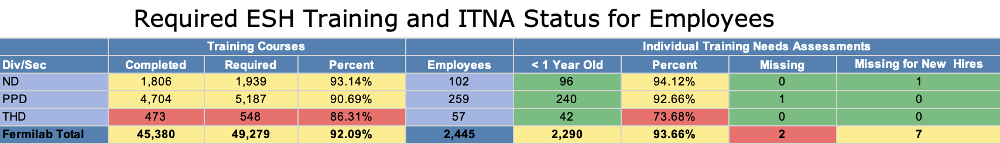 Required ESH Training and ITNA Status for Employees
Training Courses Individual Training Needs Assessments
Div/Sec Completed Required Percent Employees < 1 Year Old Percent Missing Missing for New Hires
ND 1,806 1,939 93.14% 102 96 94.12% 0 1
PPD 4,704 5,187 90.69% 259 240 92.66% 1 0
THD 473 548 86.31% 57 42 73.68% 0 0
Fermilab Total 45,380 49,279 92.09% 2,445 2,290 93.66% 2 7